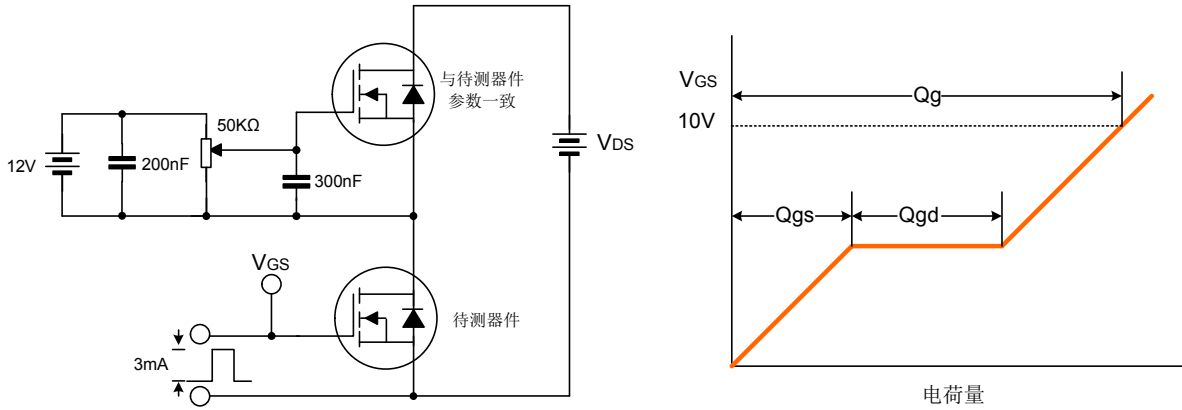 与待测器件
参数一致
50KΩ
12V
200nF
300nF
VDS
VGS
待测器件
3mA
VGS
10V
Qg
Qgs
Qgd
电荷量